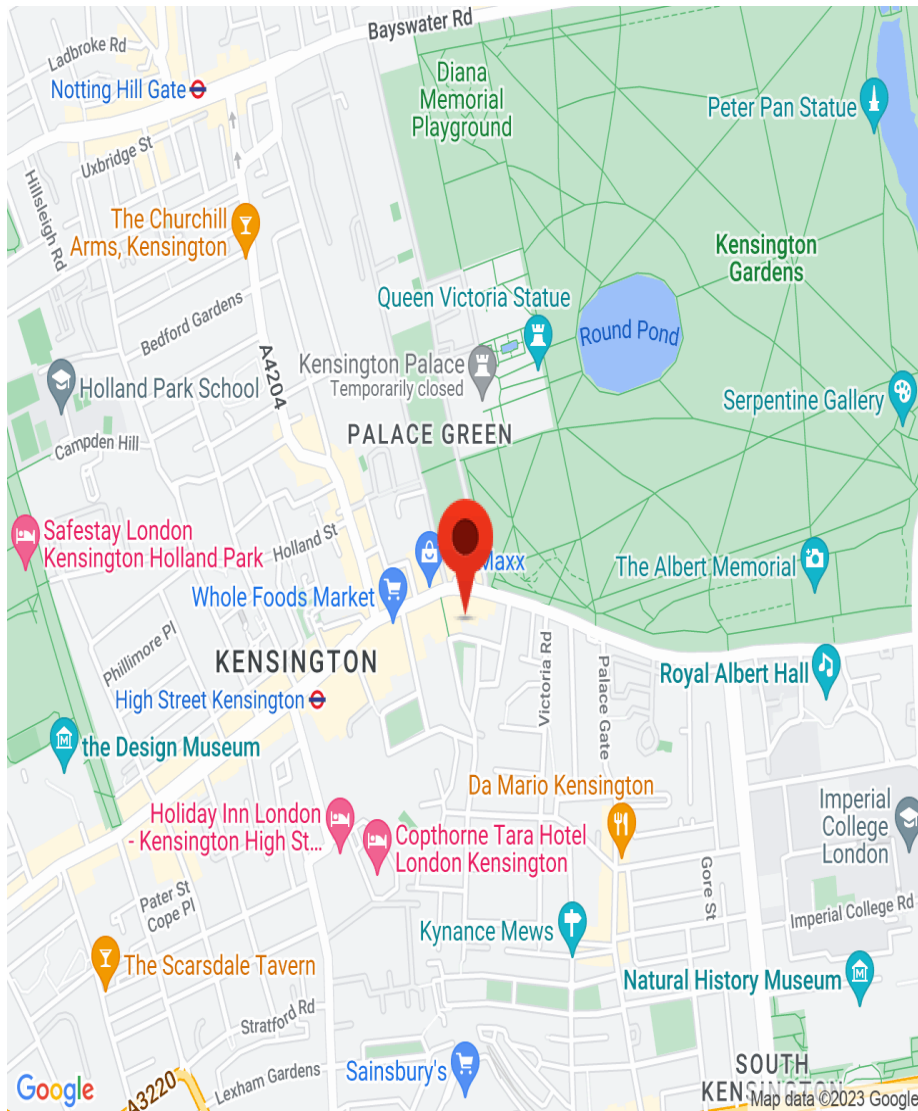 Bayswater Rd
Ladbroke Rd
Notting Hill Gate
Diana
Memorial
Playground
Peter Pan Statue
Uxbridge St
Hillsleigh Rd
The Churchill
Arms, Kensington
Kensington
Gardens
Queen Victoria Statue
Bedford Gardens
Round Pond
A4204
Kensington Palace
Temporarily closed
Holland Park School
Serpentine Gallery
PALACE GREEN
Campden Hill
Safestay London
Kensington Holland Park
Holland St
Maxx
The Albert Memorial
Whole Foods Market
Phillimore Pl
KENSINGTON
Victoria Rd
Palace Gate
Royal Albert Hall
High Street Kensington
the Design Museum
Da Mario Kensington
Holiday Inn London
- Kensington High St...
Copthorne Tara Hotel
London Kensington
Imperial
College
London
Gore St
Pater St
Cope Pl
Imperial College Rd
Kynance Mews
The Scarsdale Tavern
Natural History Museum
Stratford Rd
Sainsbury's
SOUTH
KENSINGTON
Google
A3220
Lexham Gardens
Map data ©2023 Google